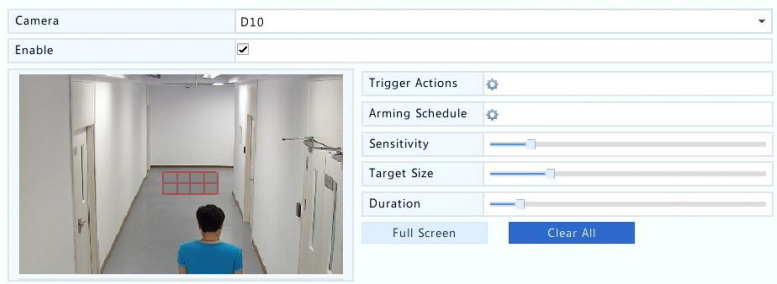 Camera
D10
Enable
Trigger Actions
Arming Schedule
Sensitivity
Target Size
Duration
Full Screen
Clear All